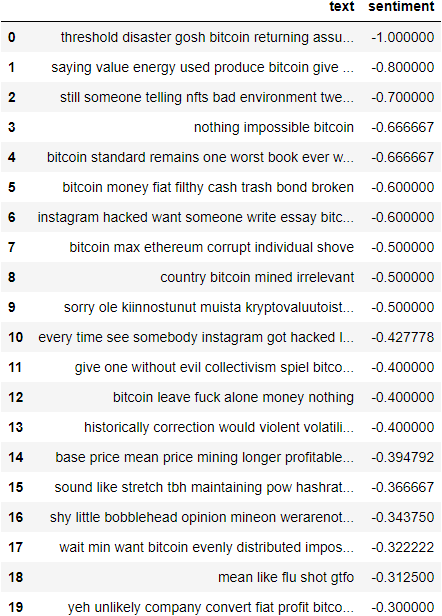 text sentiment
0 threshold disaster gosh bitcoin returning assu... -1.000000
1 saying value energy used produce bitcoin give ... -0.800000
2 still someone telling nfts bad environment twe... -0.700000
3 nothing impossible bitcoin -0.666667
4 bitcoin standard remains one worst book ever w... -0.666667
5 bitcoin money fiat filthy cash trash bond broken -0.600000
6 instagram hacked want someone write essay bitc... -0.600000
7 bitcoin max ethereum corrupt individual shove -0.500000
8 country bitcoin mined irrelevant -0.500000
9 sorry ole kiinnostunut muista kryptovaluutoist... -0.500000
10 every time see somebody instagram got hacked l... -0.427778
11 give one without evil collectivism spiel bitco... -0.400000
12 bitcoin leave fuck alone money nothing -0.400000
13 historically correction would violent volatili... -0.400000
14 base price mean price mining longer profitable... -0.394792
15 sound like stretch tbh maintaining pow hashrat... -0.366667
16 shy little bobblehead opinion mineon werarenot... -0.343750
17 wait min want bitcoin evenly distributed impos... -0.322222
18 mean like flu shot gtfo -0.312500
19 yeh unlikely company convert fiat profit bitco... -0.300000